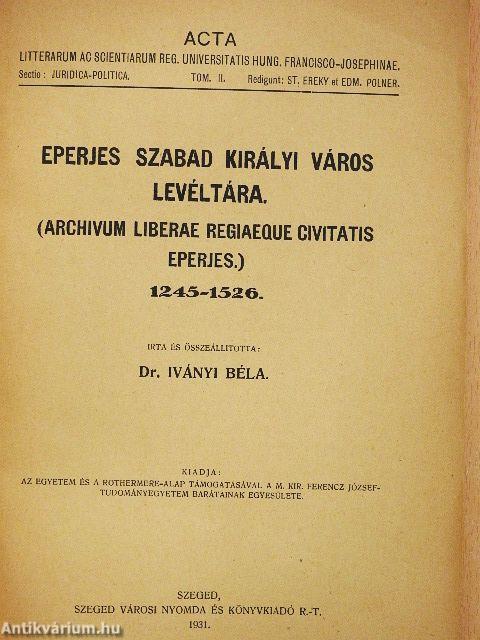 ACTA
LITTERARUM AC SCIENTIARUM REG. UNIVERSITATIS HUNG. FRANCISCO-JOSEPHINAE.
Sectio: JURIDICA-POLITICA. TOM. II. Redigunt: ST. EREKY et EDM. POLNER.
EPERJES SZABAD KIRÁLYI VÁROS
LEVÉLTÁRA.
(ARCHIVUM LIBERAE REGIAEQUE CIVITATIS
EPERJES.)
1245-1526.
IRTA ÉS ÖSSZEÁLLITOTTA:
Dr. IVÁNYI BÉLA.
KIADJA:
AZ EGYETEM ÉS A ROTHERMERE-ALAP TÁMOGATÁSÁVAL A M. KIR. FERENCZ JÓZSEF-
TUDOMÁNYEGYETEM BARÁTAINAK EGYESÜLETE.
SZEGED,
SZEGED VÁROSI NYOMDA ÉS KÖNYVKIADÓ R.-T.
1931.
Antikvárium.hu